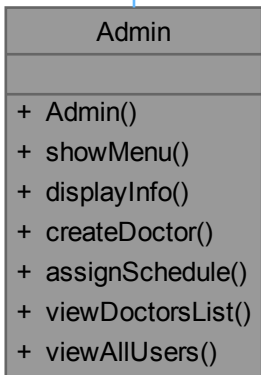 Admin
+ Admin()
+ showMenu()
+ displayInfo()
+ createDoctor()
+ assignSchedule()
+ viewDoctorsList()
+ viewAllUsers()